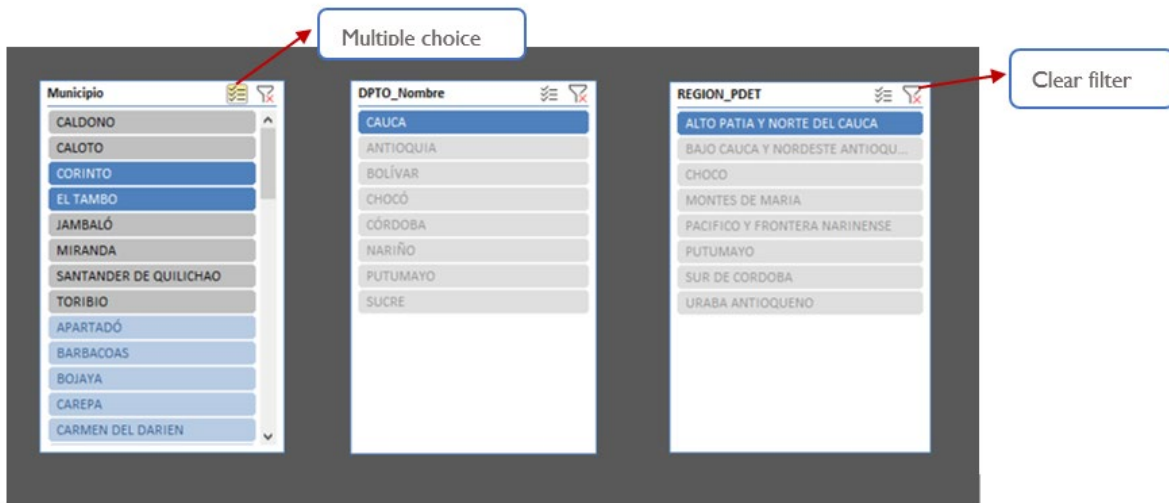 Multiple choice
Clear filter
Municipio
CALDONO
CALOTO
CORINTO
EL TAMBO
JAMBALÓ
MIRANDA
SANTANDER DE QUILICHAO
TORIBIO
APARTADÓ
BARBACOAS
BOJAYA
CAREPA
CARMEN DEL DARIEN
DPTO_Nombre
CAUCA
ANTIOQUIA
BOLÍVAR
CHOCÓ
CÓRDOBA
NARIÑO
PUTUMAYO
SUCRE
REGION_PDET
ALTO PATIA Y NORTE DEL CAUCA
BAJO CAUCA Y NORDESTE ANTIOQU...
CHOCO
MONTES DE MARIA
PACIFICO Y FRONTERA NARINENSE
PUTUMAYO
SUR DE CORDOBA
URABA ANTIOQUENO